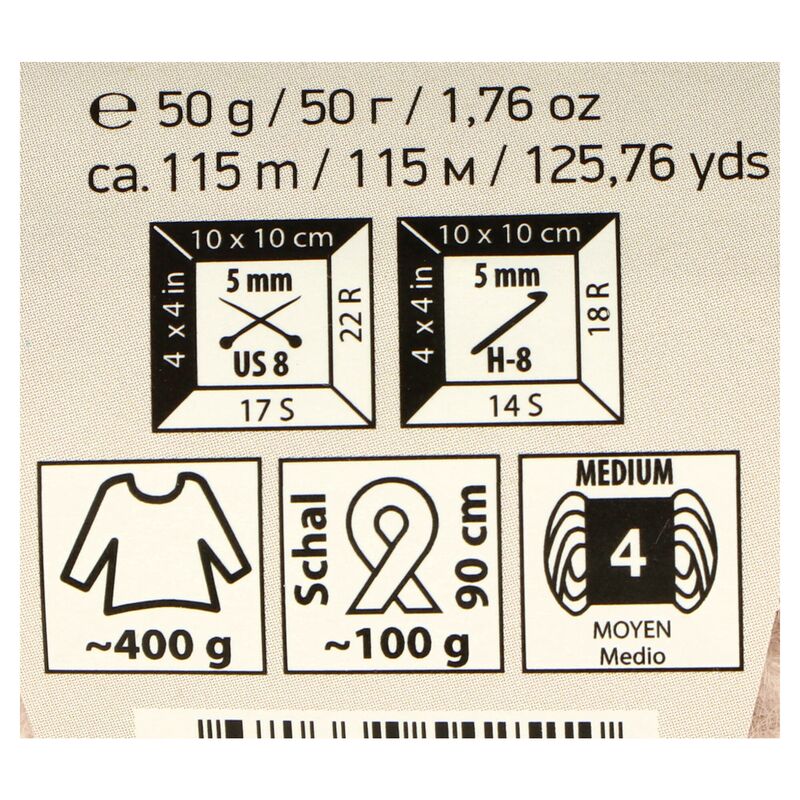 ℮ 50 g / 50 г / 1,76 oz
ca. 115 m / 115 м / 125,76 yds
10 x 10 cm
4 x 4 in
5 mm
US 8
22 R
17 S
10 x 10 cm
4 x 4 in
5 mm
H-8
18 R
14 S
~400 g
Schal
90 cm
~100 g
MEDIUM
4
MOYEN
Medio